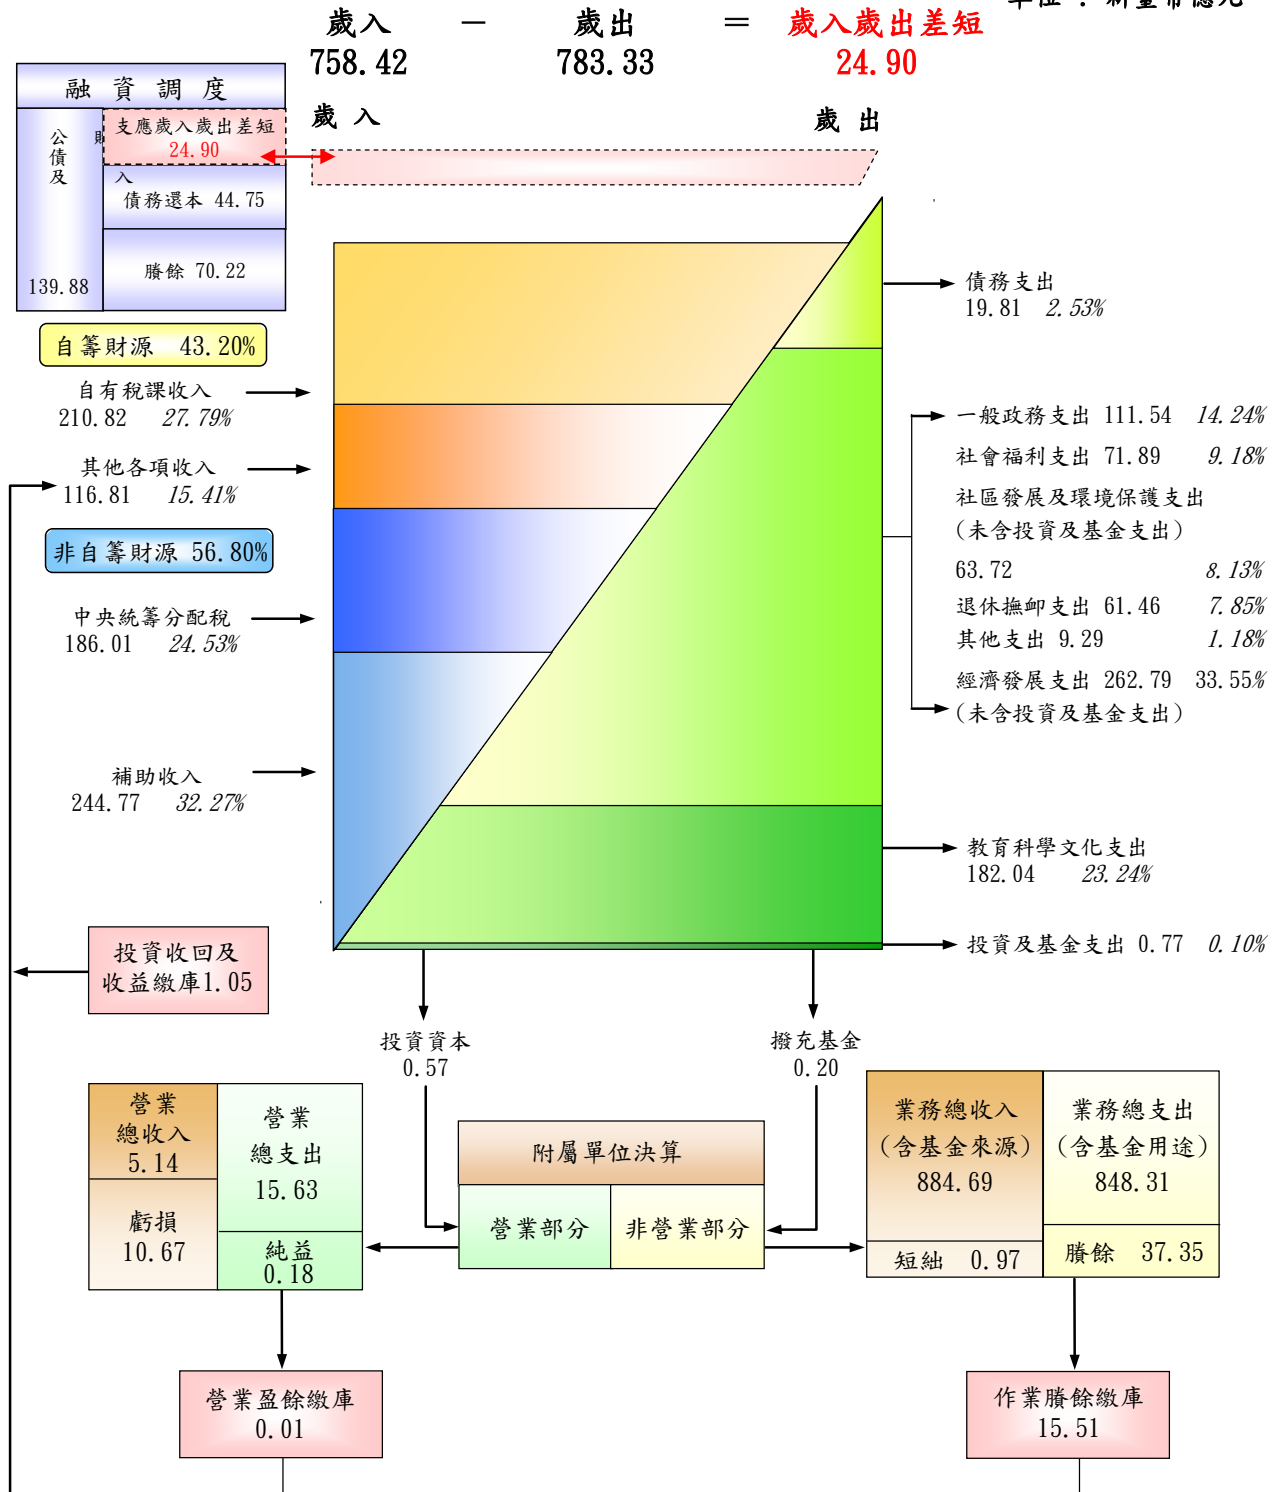 單位：新臺幣億元
歲入 － 歲出 ＝ 歲入歲出差短
758.42 783.33 24.90
融資調度
公債及
139.88
支應歲入歲出差短
24.90
入
債務還本 44.75
賸餘 70.22
歲入
歲出
自籌財源 43.20%
自有稅課收入
210.82 27.79%
其他各項收入
116.81 15.41%
非自籌財源 56.80%
中央統籌分配稅
186.01 24.53%
補助收入
244.77 32.27%
債務支出
19.81 2.53%
一般政務支出 111.54 14.24%
社會福利支出 71.89 9.18%
社區發展及環境保護支出
(未含投資及基金支出)
63.72 8.13%
退休撫卹支出 61.46 7.85%
其他支出 9.29 1.18%
經濟發展支出 262.79 33.55%
(未含投資及基金支出)
教育科學文化支出
182.04 23.24%
投資及基金支出 0.77 0.10%
投資收回及
收益繳庫1.05
投資資本
0.57
撥充基金
0.20
營業
總收入
5.14
虧損
10.67
營業
總支出
15.63
純益
0.18
附屬單位決算
營業部分
非營業部分
業務總收入
(含基金來源)
884.69
短絀 0.97
業務總支出
(含基金用途)
848.31
賸餘 37.35
營業盈餘繳庫
0.01
作業賸餘繳庫
15.51